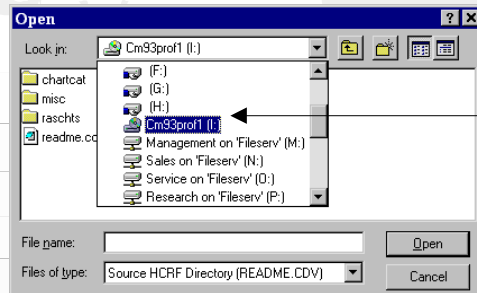 Open
Look in: Cm93prof1 (I:)
chartcat
misc
raschts
readme.cd
(F:)
(G:)
(H:)
Cm93prof1 (I:)
Management on 'Fileserv' (M:)
Sales on 'Fileserv' (N:)
Service on 'Fileserv' (O:)
Research on 'Fileserv' (P:)
File name:
Open
Files of type: Source HCRF Directory (README.CDV)
Cancel